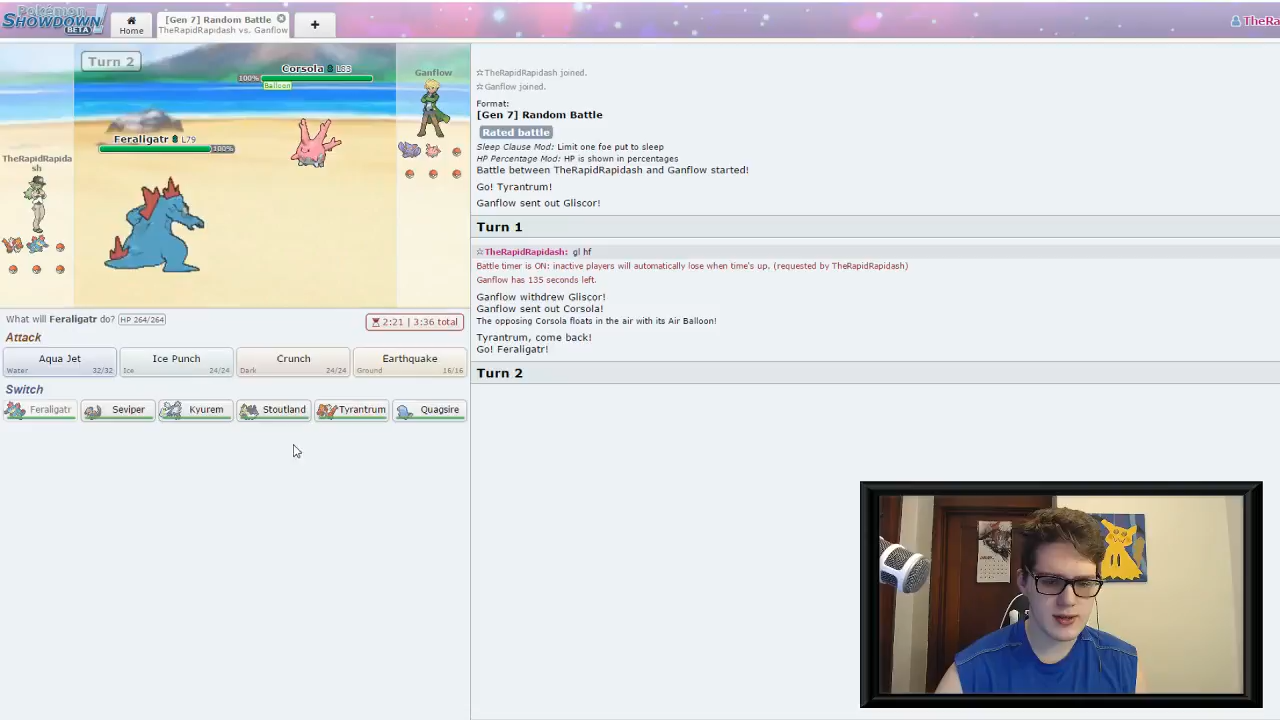 Pokémon
SHOWDOWN!
BETA
Home
[Gen 7] Random Battle
TheRapidRapidash vs. Ganflow
+
TheRa
Turn 2
Corsola L83
100%
Balloon
Ganflow
Feraligatr L79
100%
TheRapidRapida
sh
☆TheRapidRapidash joined.
☆Ganflow joined.
Format:
[Gen 7] Random Battle
Rated battle
Sleep Clause Mod: Limit one foe put to sleep
HP Percentage Mod: HP is shown in percentages
Battle between TheRapidRapidash and Ganflow started!
Go! Tyrantrum!
Ganflow sent out Gliscor!
Turn 1
☆TheRapidRapidash: gl hf
Battle timer is ON: inactive players will automatically lose when time's up. (requested by TheRapidRapidash)
Ganflow has 135 seconds left.
Ganflow withdrew Gliscor!
Ganflow sent out Corsola!
The opposing Corsola floats in the air with its Air Balloon!
Tyrantrum, come back!
Go! Feraligatr!
Turn 2
What will Feraligatr do? HP 264/264
2:21 | 3:36 total
Attack
Aqua Jet Ice Punch Crunch Earthquake
Water 32/32 Ice 24/24 Dark 24/24 Ground 16/16
Switch
Feraligatr Seviper Kyurem Stoutland Tyrantrum Quagsire